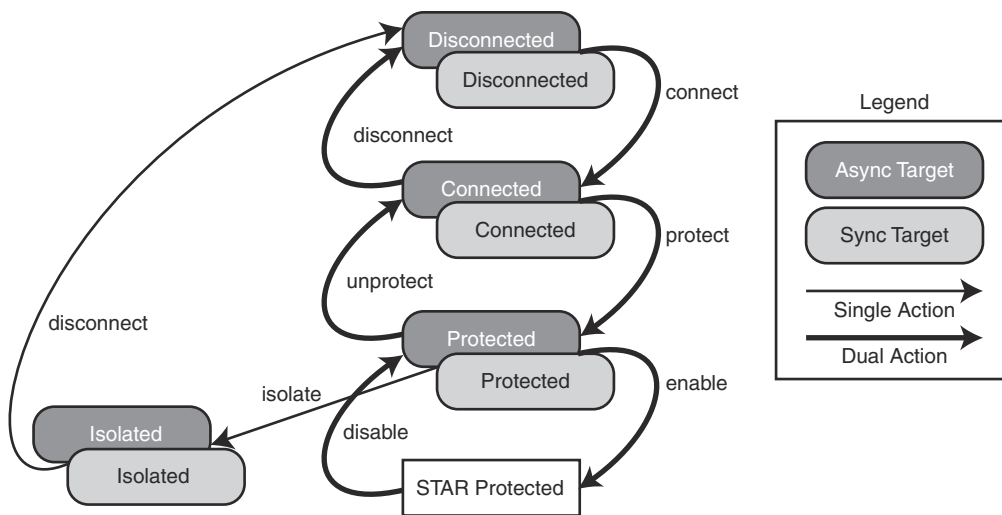 Disconnected
Disconnected
connect
disconnect
Connected
Connected
protect
unprotect
Protected
Protected
enable
isolate
disable
STAR Protected
disconnect
Isolated
Isolated
Legend
Async Target
Sync Target
Single Action
Dual Action